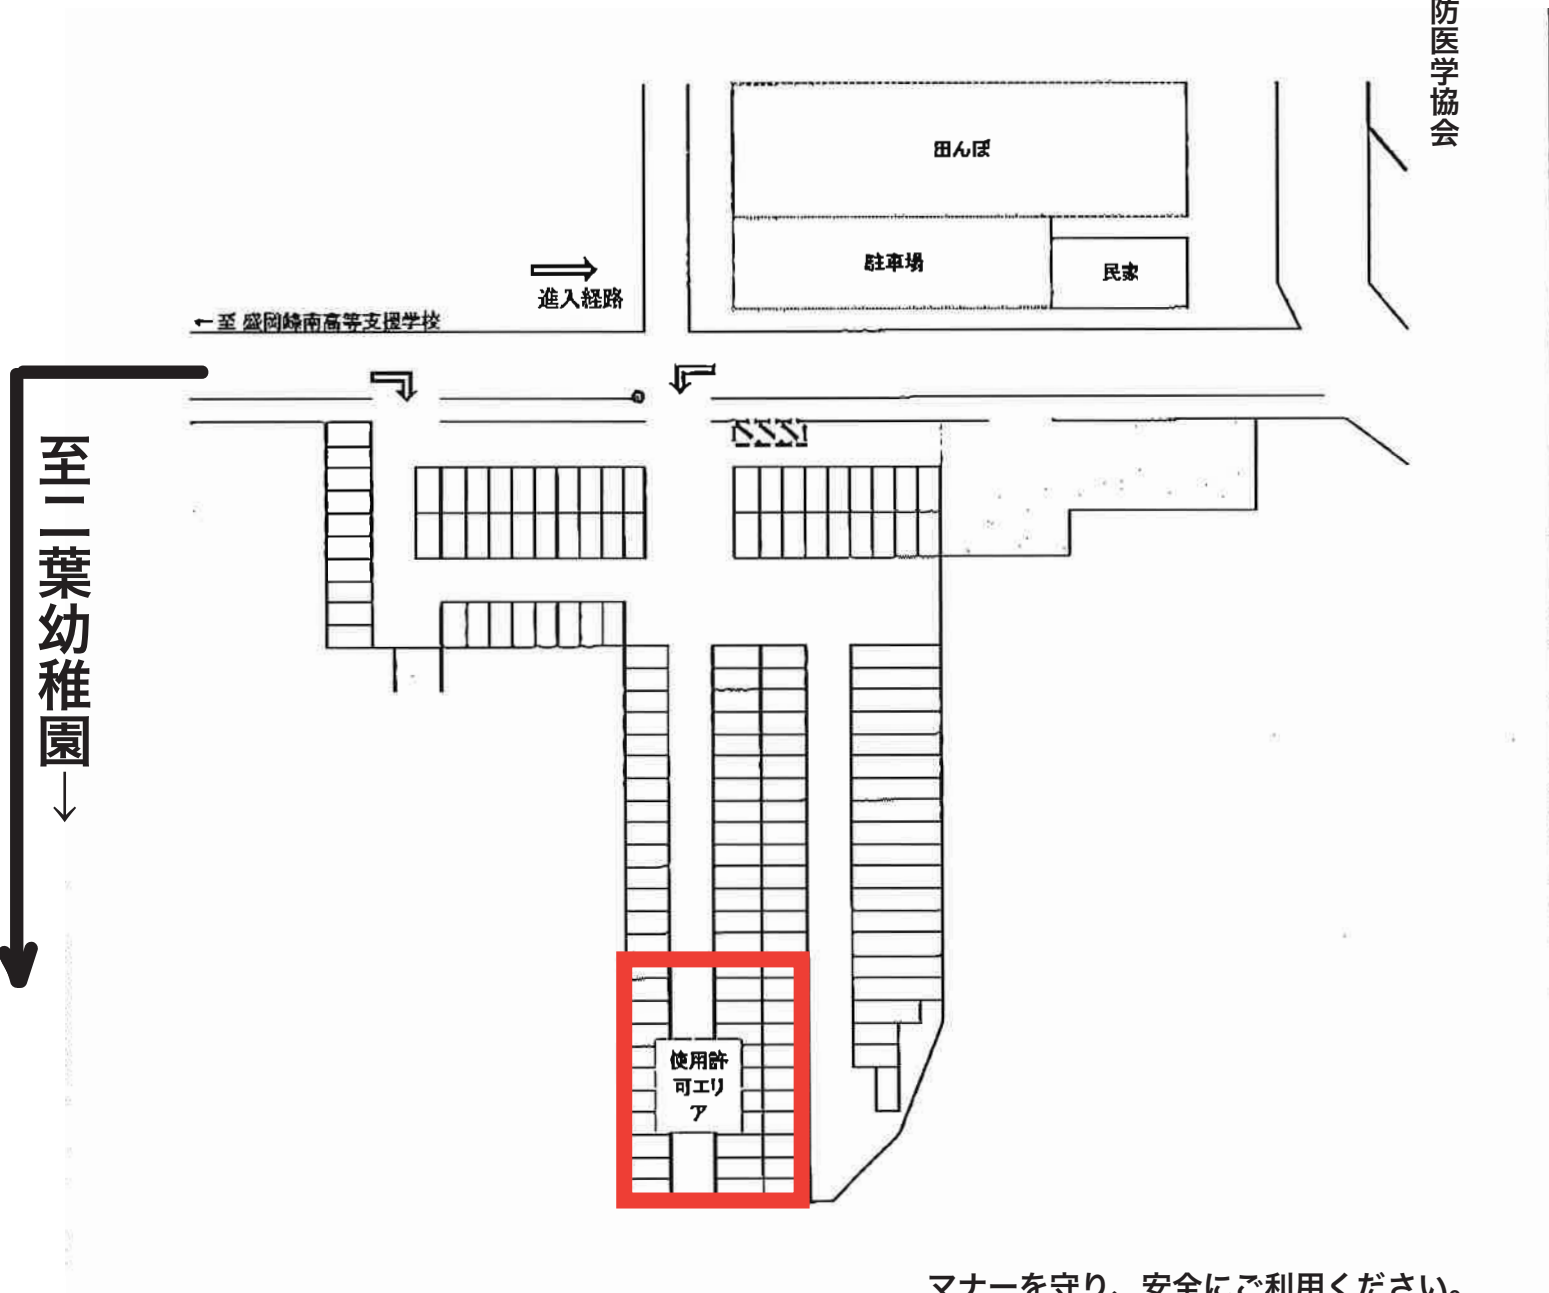 防医学協会
田んぼ
駐車場
民家
進入経路
←至 盛岡峰南高等支援学校
至二葉幼稚園→
使用許
可エリ
ア
マナーを守り、安全にご利用ください。